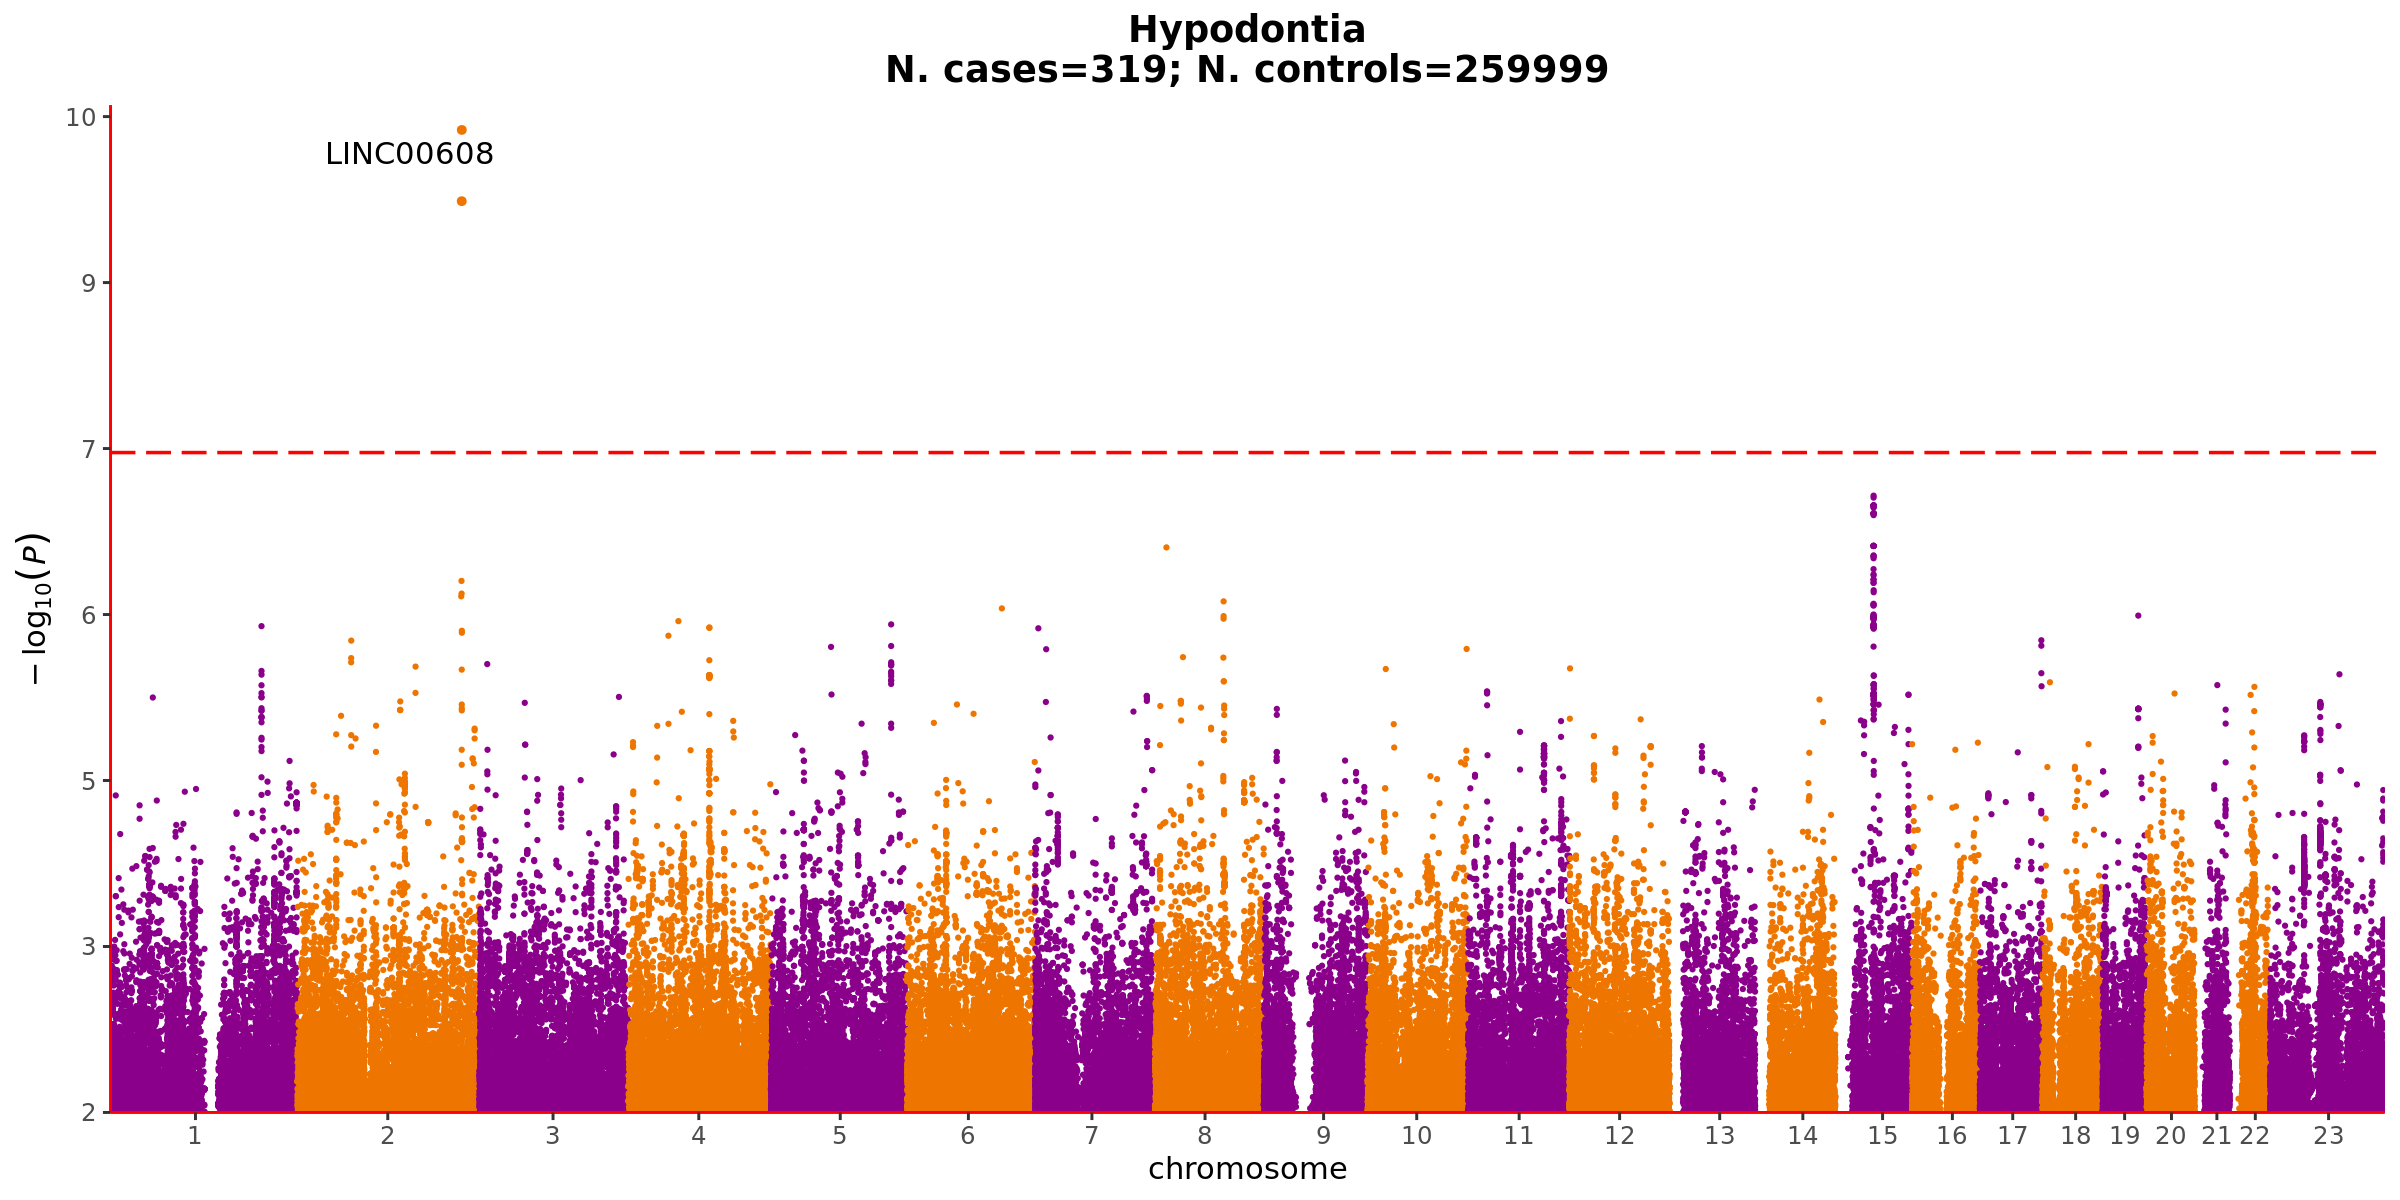 Hypodontia
N. cases=319; N. controls=259999
10
LINC00608
9
7
6
5
3
2
−log10(P)
1 2 3 4 5 6 7 8 9 10 11 12 13 14 15 16 17 18 19 20 21 22 23
chromosome